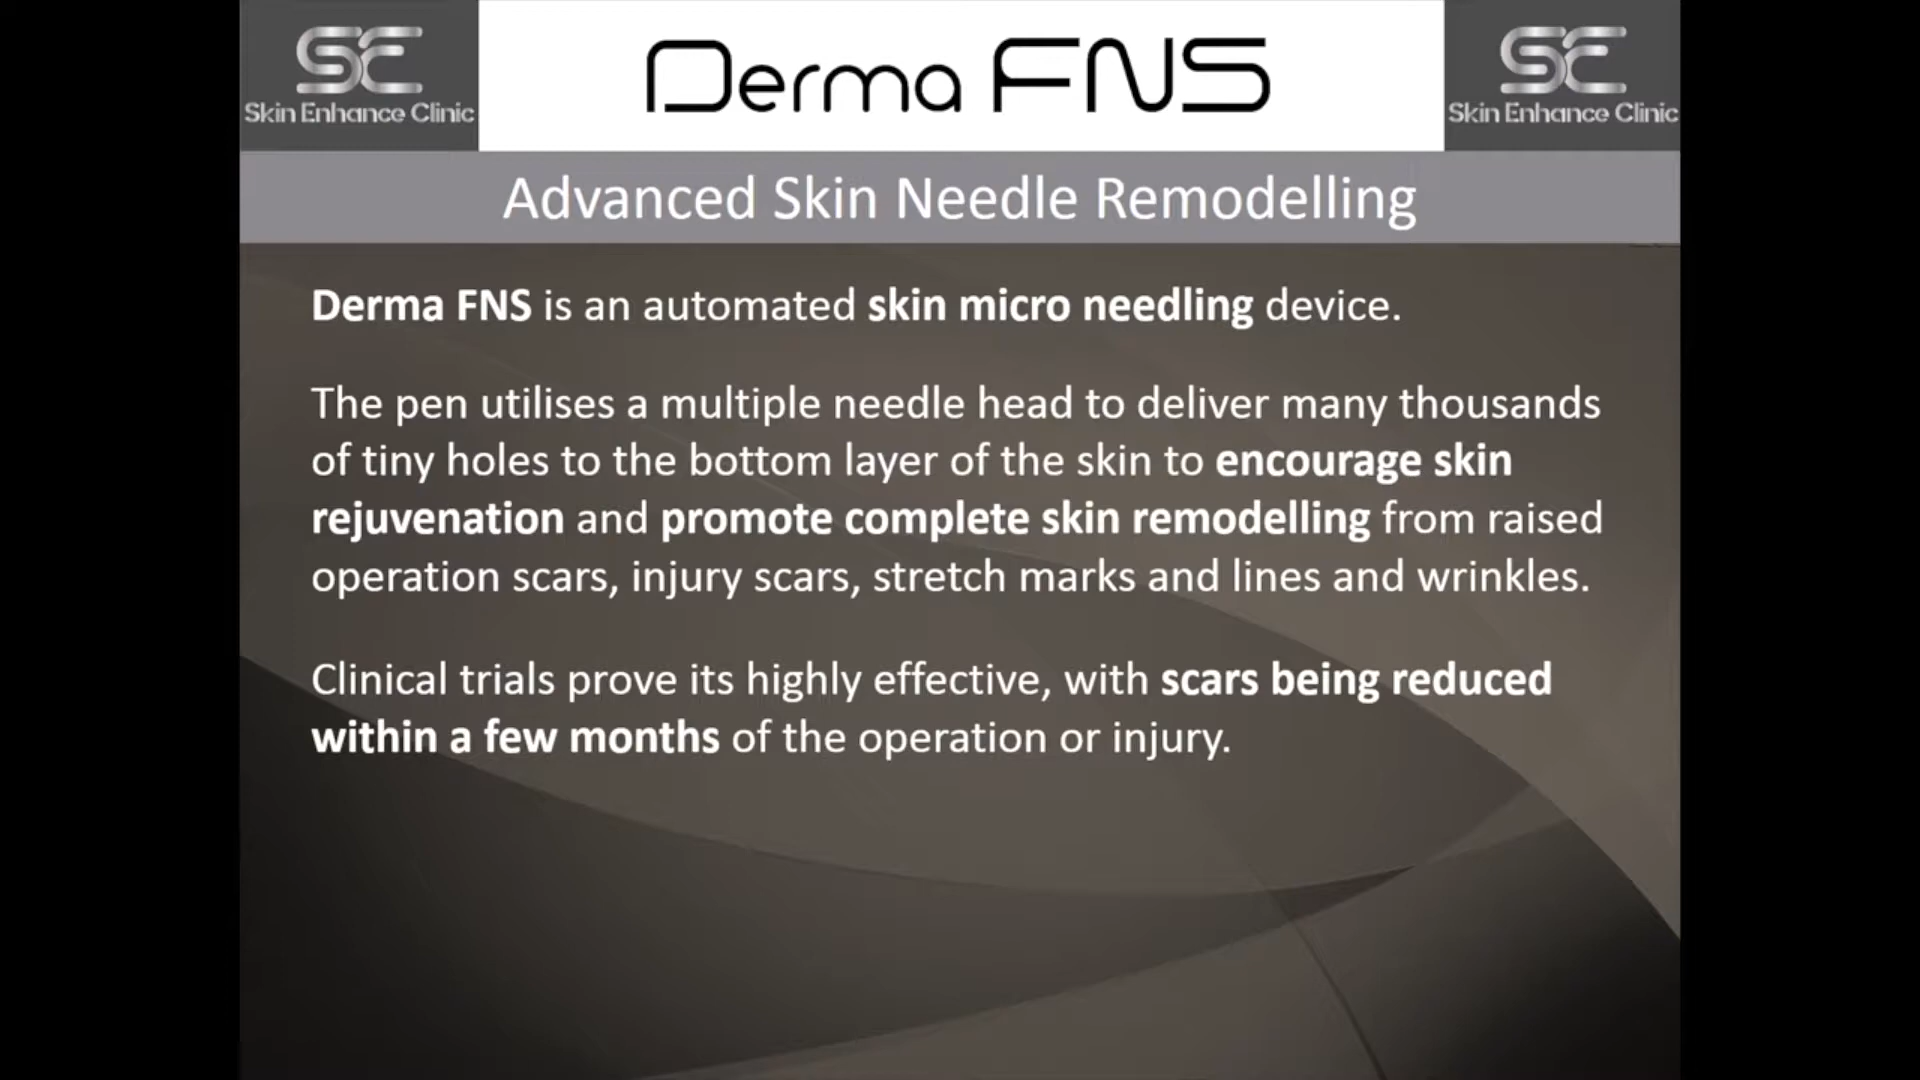 SE
Skin Enhance Clinic
Derma FNS
SE
Skin Enhance Clinic
Advanced Skin Needle Remodelling
Derma FNS is an automated skin micro needling device.
The pen utilises a multiple needle head to deliver many thousands
of tiny holes to the bottom layer of the skin to encourage skin
rejuvenation and promote complete skin remodelling from raised
operation scars, injury scars, stretch marks and lines and wrinkles.
Clinical trials prove its highly effective, with scars being reduced
within a few months of the operation or injury.